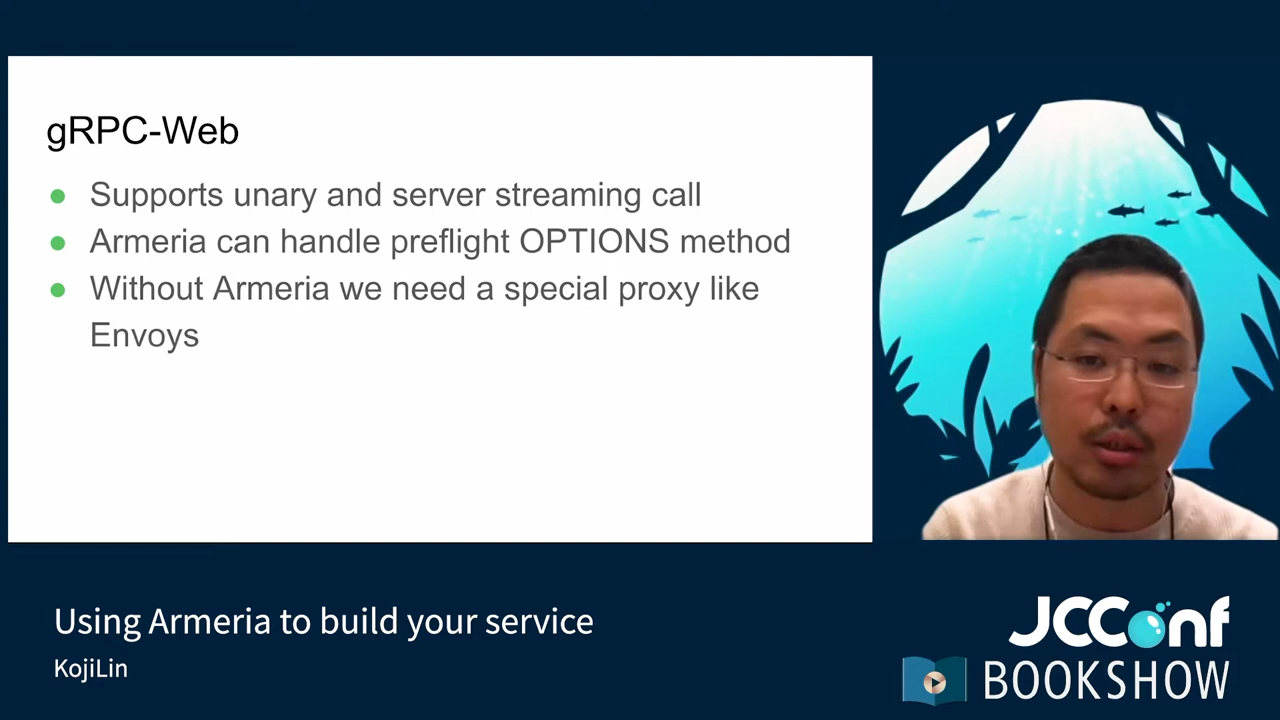 gRPC-Web
Supports unary and server streaming call
Armeria can handle preflight OPTIONS method
Without Armeria we need a special proxy like
Envoys
Using Armeria to build your service
KojiLin
JCConf
BOOKSHOW